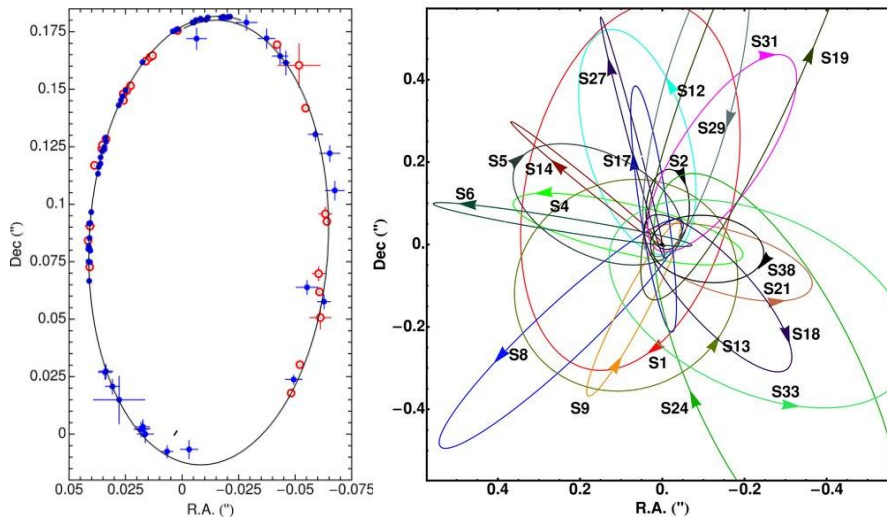 0.175
0.15
0.125
0.1
0.075
0.05
0.025
0
Dec (")
0.05 0.025 0 −0.025 −0.05 −0.075
R.A. (")
0.4
0.2
0.
-0.2
-0.4
Dec (")
S31
S19
S27
S12
S29
S5
S14
S17
S2
S6
S4
S38
S21
S18
S8
S1
S13
S9
S24
S33
0.4 0.2 0. -0.2 -0.4
R.A. (")